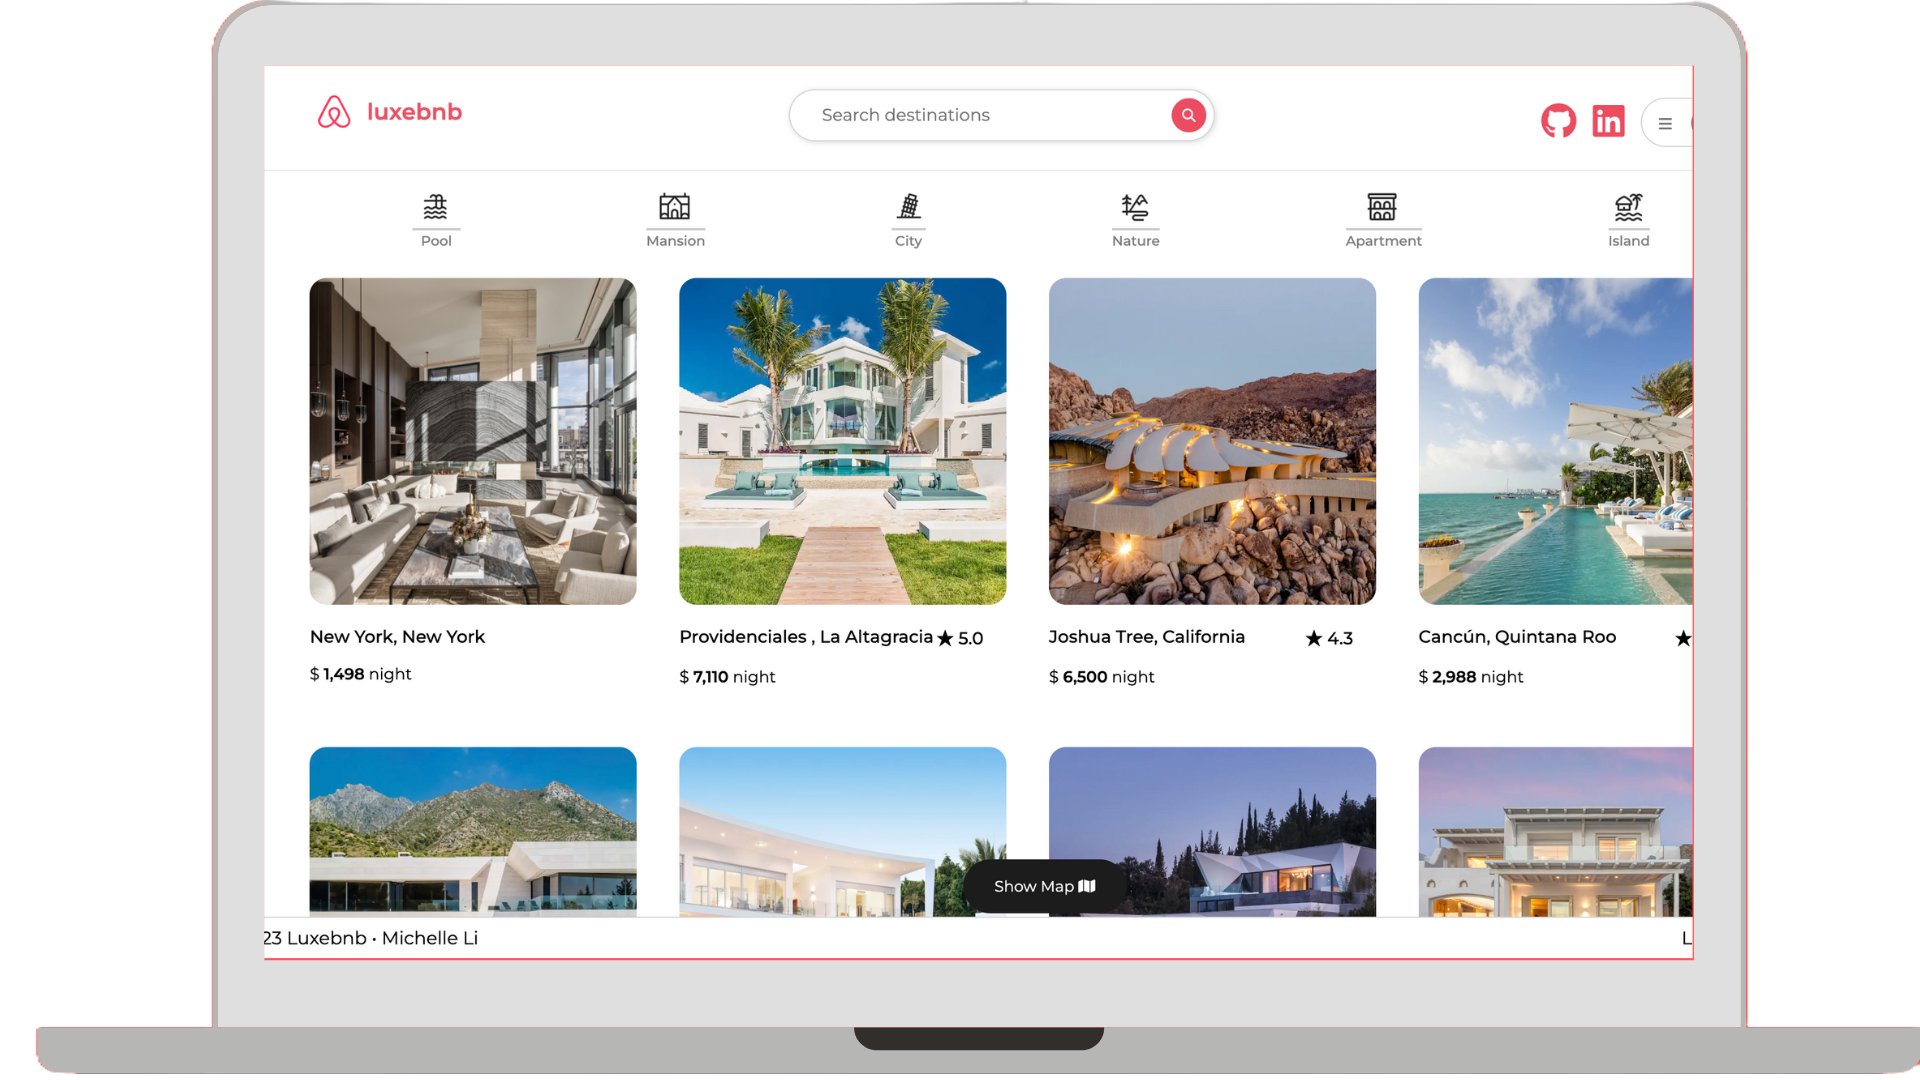 luxebnb
Search destinations
in
Pool
Mansion
City
Nature
Apartment
Island
New York, New York
$ 1,498 night
Providenciales , La Altagracia ★ 5.0
$ 7,110 night
Joshua Tree, California ★ 4.3
$ 6,500 night
Cancún, Quintana Roo ★
$ 2,988 night
Show Map
23 Luxebnb · Michelle Li
L